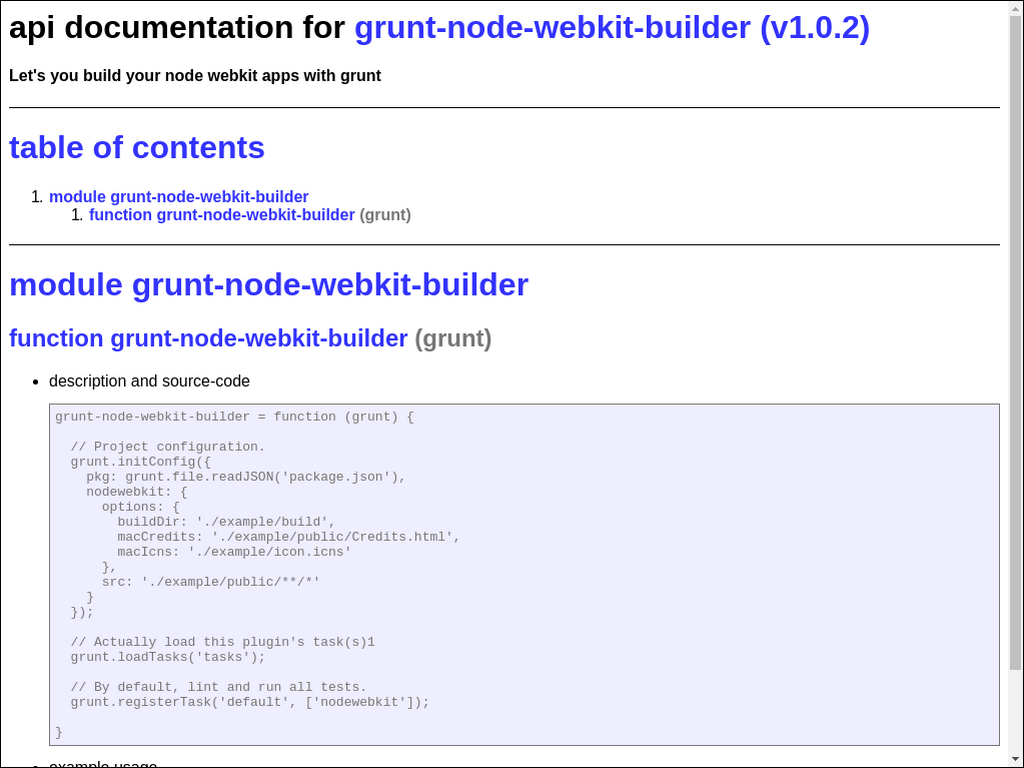 api documentation for grunt-node-webkit-builder (v1.0.2)
Let's you build your node webkit apps with grunt
table of contents
1. module grunt-node-webkit-builder
1. function grunt-node-webkit-builder (grunt)
module grunt-node-webkit-builder
function grunt-node-webkit-builder (grunt)
• description and source-code
grunt-node-webkit-builder = function (grunt) {
// Project configuration.
grunt.initConfig({
pkg: grunt.file.readJSON('package.json'),
nodewebkit: {
options: {
buildDir: './example/build',
macCredits: './example/public/Credits.html',
macIcns: './example/icon.icns'
},
src: './example/public/**/*'
}
});
// Actually load this plugin's task(s)1
grunt.loadTasks('tasks');
// By default, lint and run all tests.
grunt.registerTask('default', ['nodewebkit']);
}
• example usage